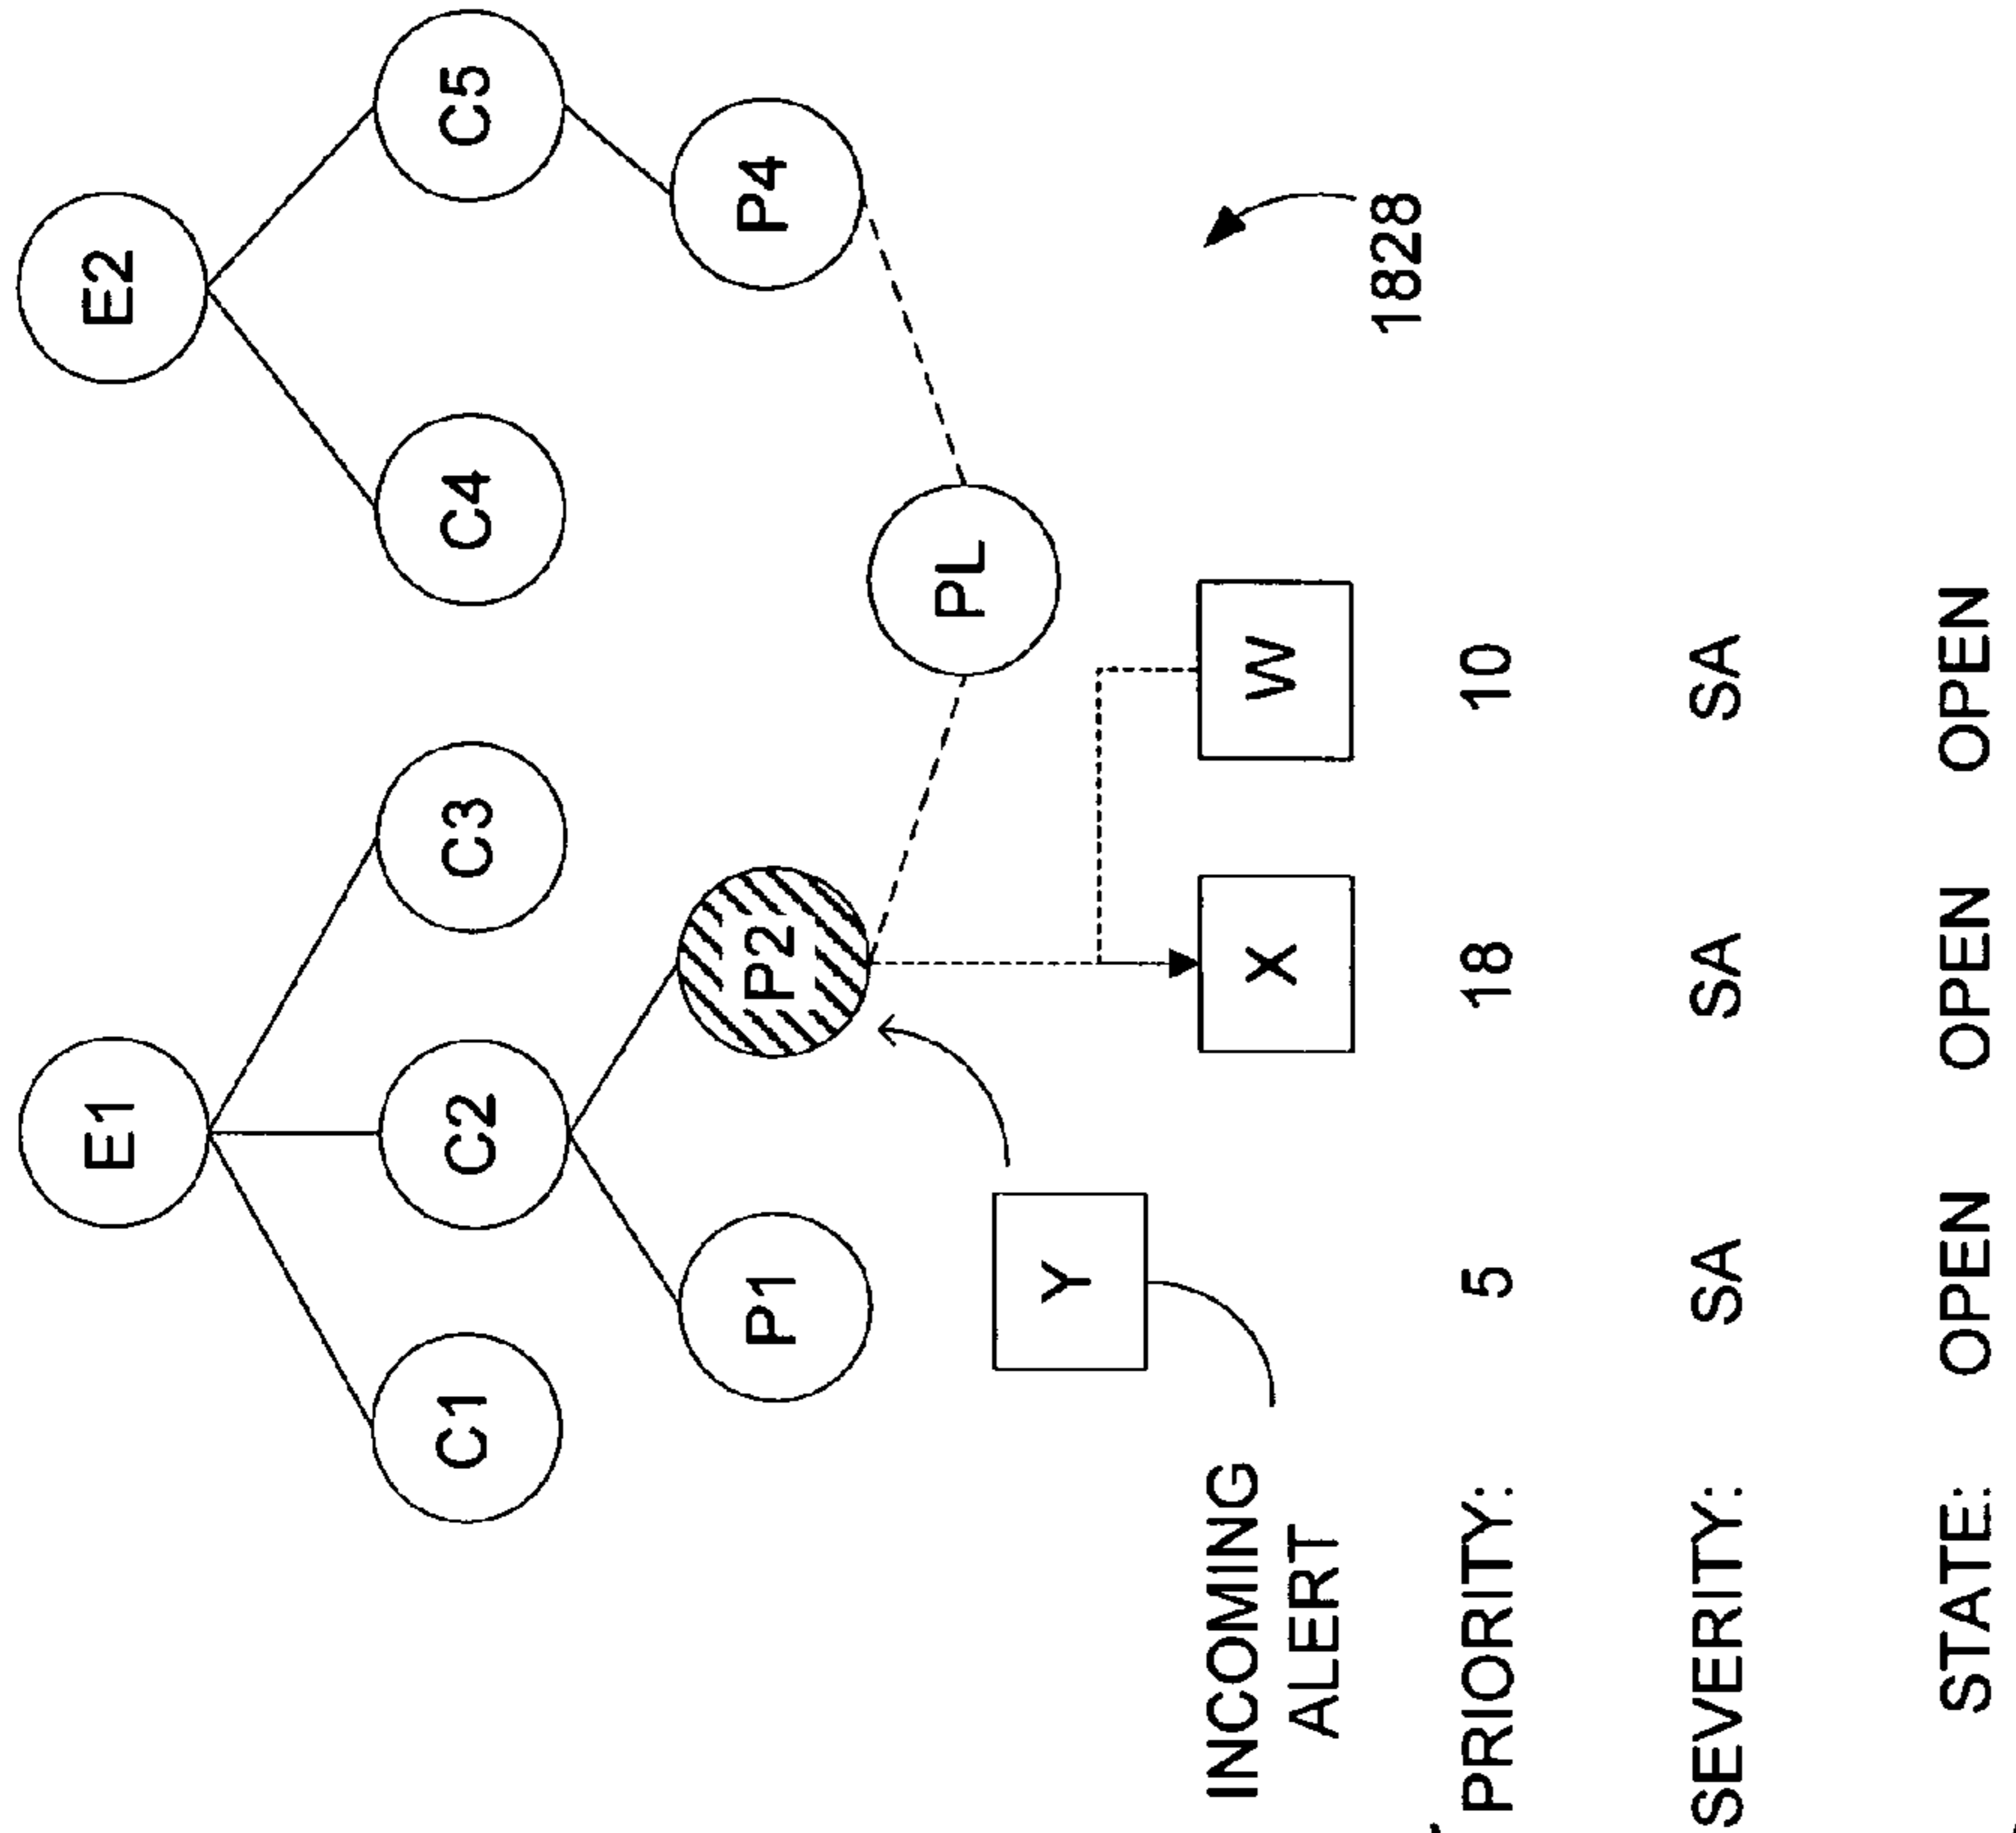 E1
E2
C1
C2
C3
C4
C5
P1
P2
P4
PL
Y
X
W
INCOMING
ALERT
1828
PRIORITY: 5 18 10
SEVERITY: SA SA SA
STATE: OPEN OPEN OPEN